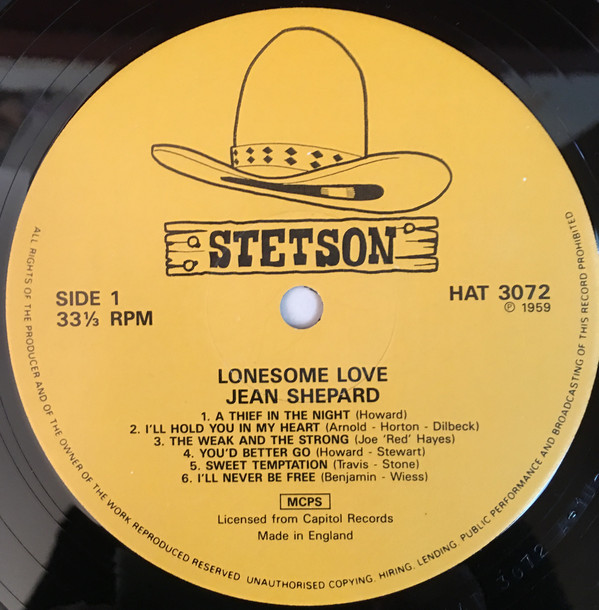 STETSON
SIDE 1
33⅓ RPM
HAT 3072
℗ 1959
LONESOME LOVE
JEAN SHEPARD
1. A THIEF IN THE NIGHT (Howard)
2. I'LL HOLD YOU IN MY HEART (Arnold - Horton - Dilbeck)
3. THE WEAK AND THE STRONG (Joe 'Red' Hayes)
4. YOU'D BETTER GO (Howard - Stewart)
5. SWEET TEMPTATION (Travis - Stone)
6. I'LL NEVER BE FREE (Benjamin - Wiess)
MCPS
Licensed from Capitol Records
Made in England
ALL RIGHTS OF THE PRODUCER AND OF THE OWNER OF THE WORK REPRODUCED RESERVED UNAUTHORISED COPYING, HIRING, LENDING, PUBLIC PERFORMANCE AND BROADCASTING OF THIS RECORD PROHIBITED
3072